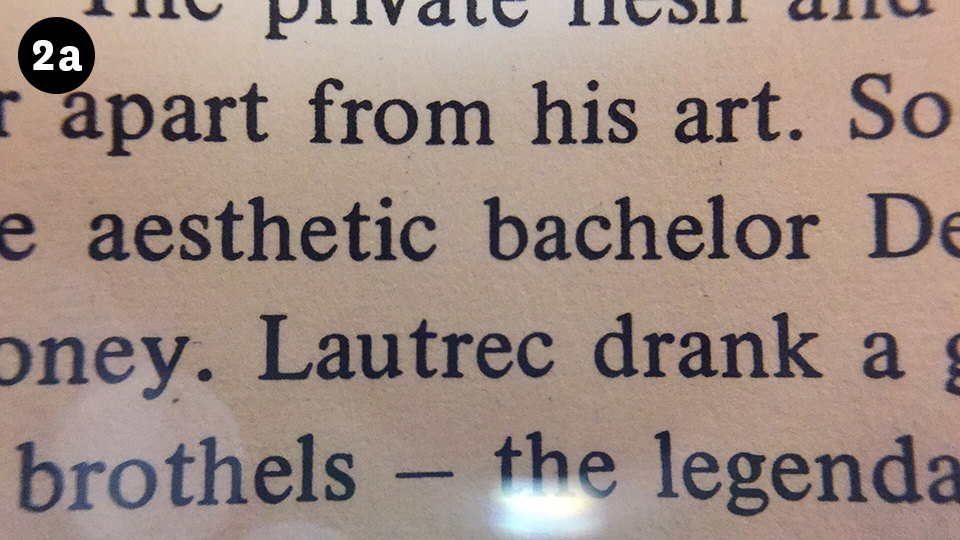 2a
The private flesh and
r apart from his art. So
e aesthetic bachelor De
oney. Lautrec drank a g
brothels – the legenda